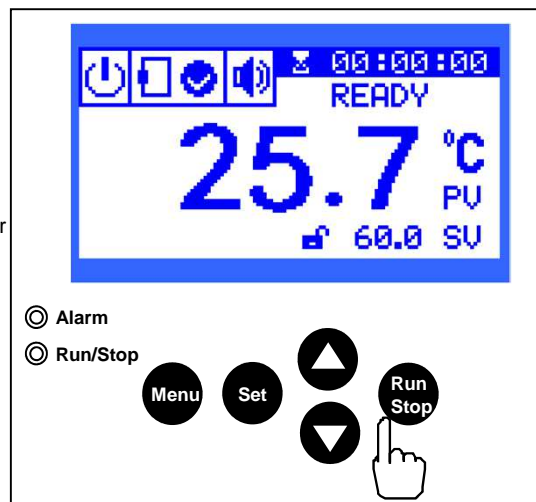 00:00:00
READY
25.7 °C
PV
60.0 SV
r
Alarm
Run/Stop
Menu Set Run
Stop